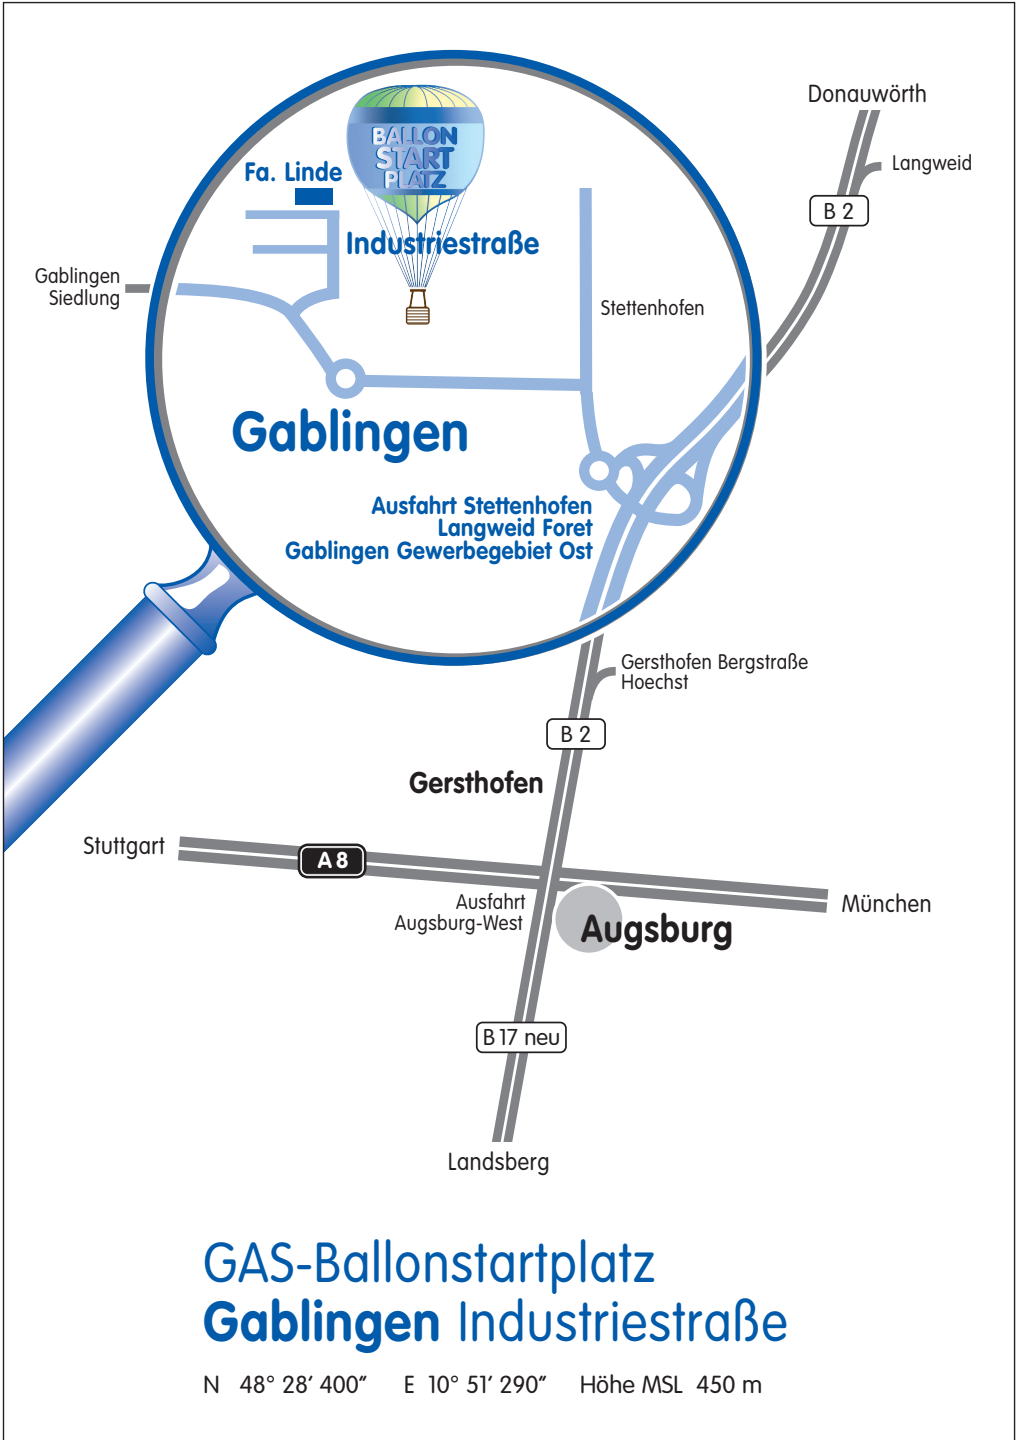 Donauwörth
Langweid
B 2
BALLON
START
PLATZ
Fa. Linde
Industriestraße
Gablingen
Siedlung
Stettenhofen
Gablingen
Ausfahrt Stettenhofen
Langweid Foret
Gablingen Gewerbegebiet Ost
Gersthofen Bergstraße
Hoechst
B 2
Gersthofen
Stuttgart
A 8
München
Ausfahrt
Augsburg-West
Augsburg
B 17 neu
Landsberg
GAS-Ballonstartplatz
Gablingen Industriestraße
N 48° 28′ 400″ E 10° 51′ 290″ Höhe MSL 450 m